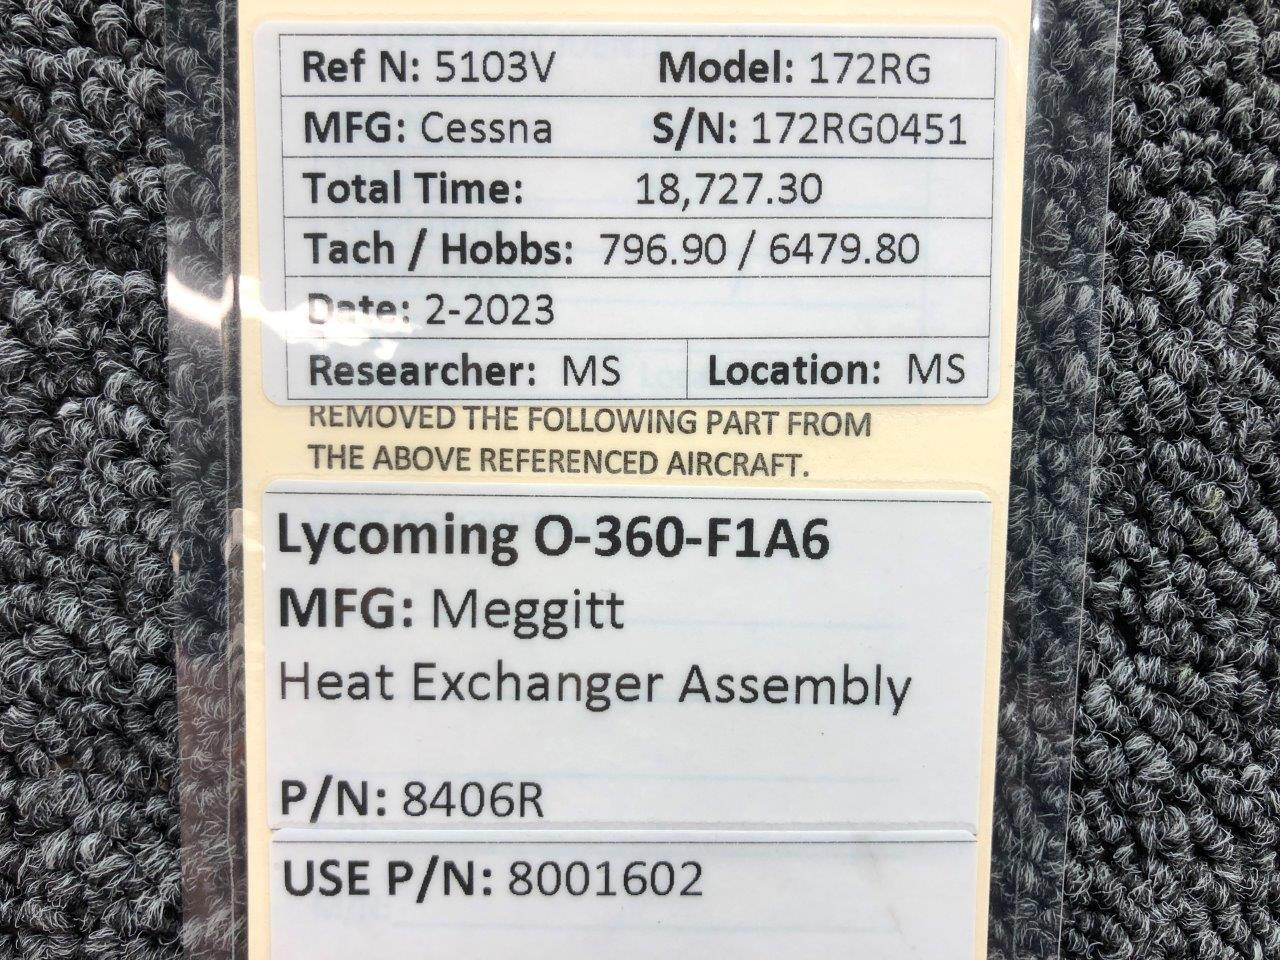 Ref N: 5103V Model: 172RG
MFG: Cessna S/N: 172RG0451
Total Time: 18,727.30
Tach / Hobbs: 796.90 / 6479.80
Date: 2-2023
Researcher: MS Location: MS
REMOVED THE FOLLOWING PART FROM
THE ABOVE REFERENCED AIRCRAFT.
Lycoming O-360-F1A6
MFG: Meggitt
Heat Exchanger Assembly
P/N: 8406R
USE P/N: 8001602